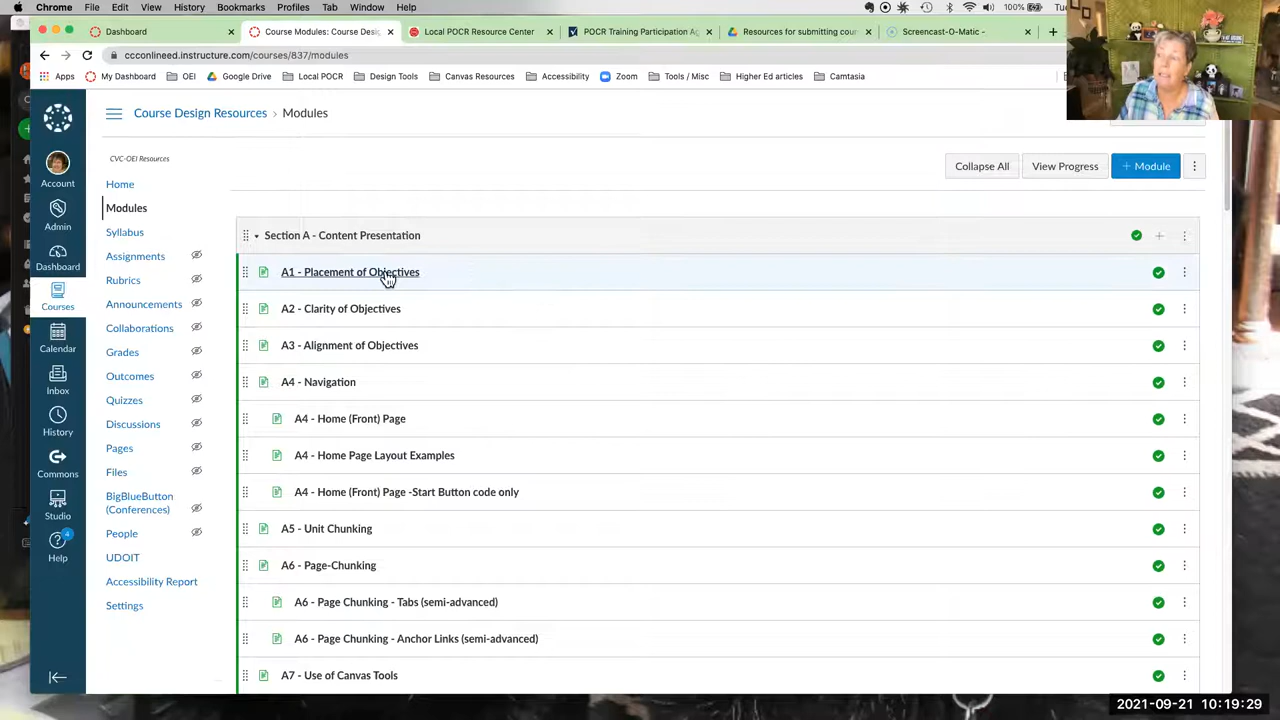 Chrome File Edit View History Bookmarks Profiles Tab Window Help 100%
Dashboard
Course Modules: Course Desig
Local POCR Resource Center
POCR Training Participation Ag
Resources for submitting cours
Screencast-O-Matic -
ccconlineed.instructure.com/courses/837/modules
Apps My Dashboard OEI Google Drive Local POCR Design Tools Canvas Resources Accessibility Zoom Tools / Misc Higher Ed articles Camtasia
Course Design Resources > Modules
CVC-OEI Resources
Account
Admin
Dashboard
Courses
Calendar
Inbox
History
Commons
Studio
4
Help
Home
Modules
Syllabus
Assignments
Rubrics
Announcements
Collaborations
Grades
Outcomes
Quizzes
Discussions
Pages
Files
BigBlueButton
(Conferences)
People
UDOIT
Accessibility Report
Settings
Collapse All View Progress + Module
Section A - Content Presentation
A1 - Placement of Objectives
A2 - Clarity of Objectives
A3 - Alignment of Objectives
A4 - Navigation
A4 - Home (Front) Page
A4 - Home Page Layout Examples
A4 - Home (Front) Page -Start Button code only
A5 - Unit Chunking
A6 - Page-Chunking
A6 - Page Chunking - Tabs (semi-advanced)
A6 - Page Chunking - Anchor Links (semi-advanced)
A7 - Use of Canvas Tools
2021-09-21 10:19:29